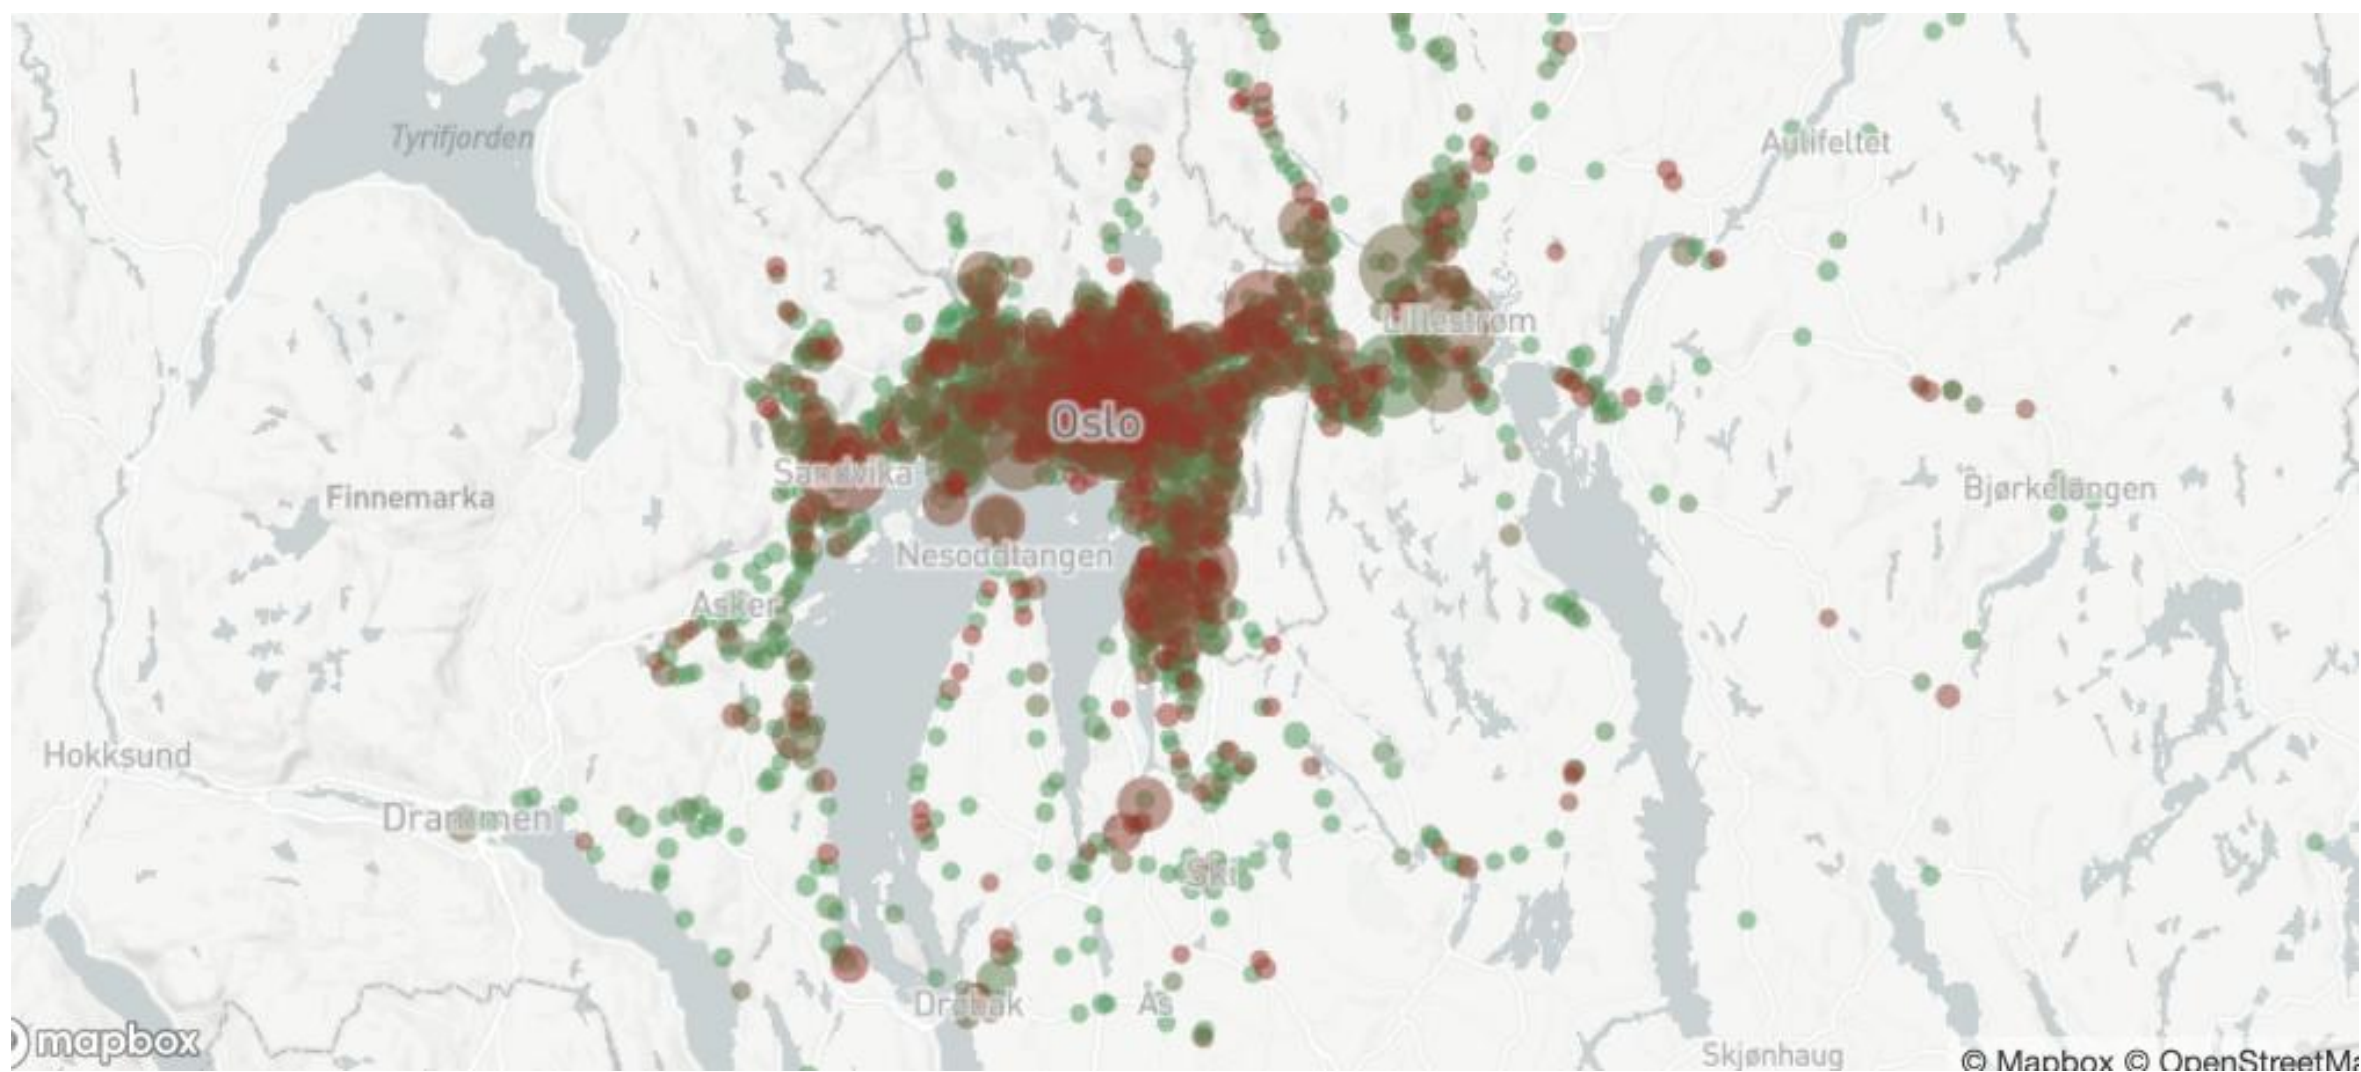 Tyrifjorden
Aulifeltet
Lillestrøm
Oslo
Sandvika
Finnemarka
Bjørkelangen
Nesoddtangen
Asker
Hokksund
Drammen
Ski
Drøbak
Ås
mapbox
Skjønhaug
© Mapbox © OpenStreetMa